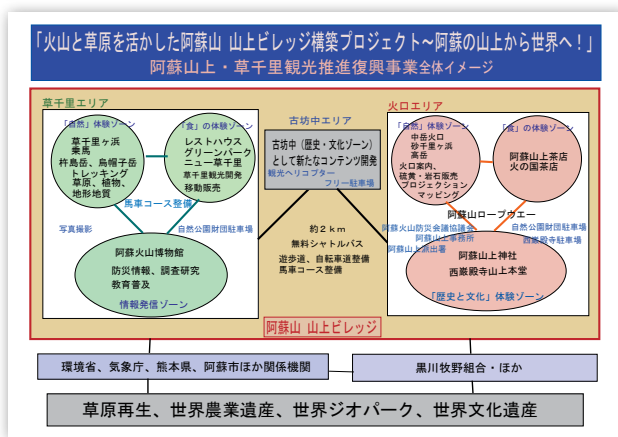 「火山と草原を活かした阿蘇山 山上ビレッジ構築プロジェクト～阿蘇の山上から世界へ！」
阿蘇山上・草千里観光推進復興事業全体イメージ
草千里エリア
「自然」体験ゾーン
草千里ヶ浜
乗馬
杵島岳、烏帽子岳
トレッキング
草原、植物、
地形地質
「食」の体験ゾーン
レストハウス
グリーンパーク
ニュー草千里
草千里観光開発
移動販売
馬車コース整備
写真撮影
自然公園財団駐車場
阿蘇火山博物館
防災情報、調査研究
教育普及
情報発信ゾーン
古坊中エリア
古坊中（歴史・文化ゾーン）
として新たなコンテンツ開発
観光ヘリコプター
フリー駐車場
約２ｋｍ
無料シャトルバス
遊歩道、自転車道整備
馬車コース整備
火口エリア
「自然」体験ゾーン
中岳火口
砂千里ヶ浜
高岳
火口案内、
硫黄・岩石販売
プロジェクション
マッピング
「食」の体験ゾーン
阿蘇山上茶店
火の国茶店
阿蘇山ロープウエー
阿蘇火山防災会議協議会
阿蘇山上事務所
阿蘇山上派出署
自然公園財団駐車場
西巌殿寺駐車場
阿蘇山上神社
西巌殿寺山上本堂
「歴史と文化」体験ゾーン
阿蘇山 山上ビレッジ
環境省、気象庁、熊本県、阿蘇市ほか関係機関
黒川牧野組合・ほか
草原再生、世界農業遺産、世界ジオパーク、世界文化遺産